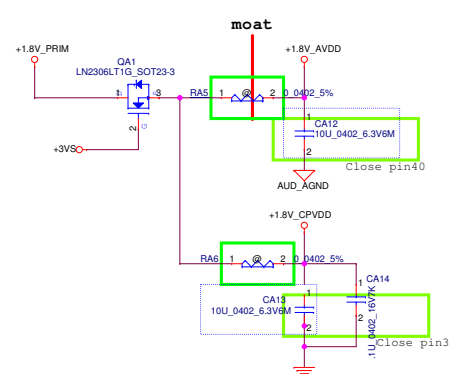 moat
+1.8V_PRIM
+1.8V_AVDD
QA1
LN2306LT1G_SOT23-3
1
3
RA5
1
@
2
0_0402_5%
2
G
+3VS
1
CA12
10U_0402_6.3V6M
2
Close pin40
AUD_AGND
+1.8V_CPVDD
RA6
1
@
2
0_0402_5%
1
CA14
1
CA13
10U_0402_6.3V6M
2
2
.1U_0402_16V7K
Close pin3